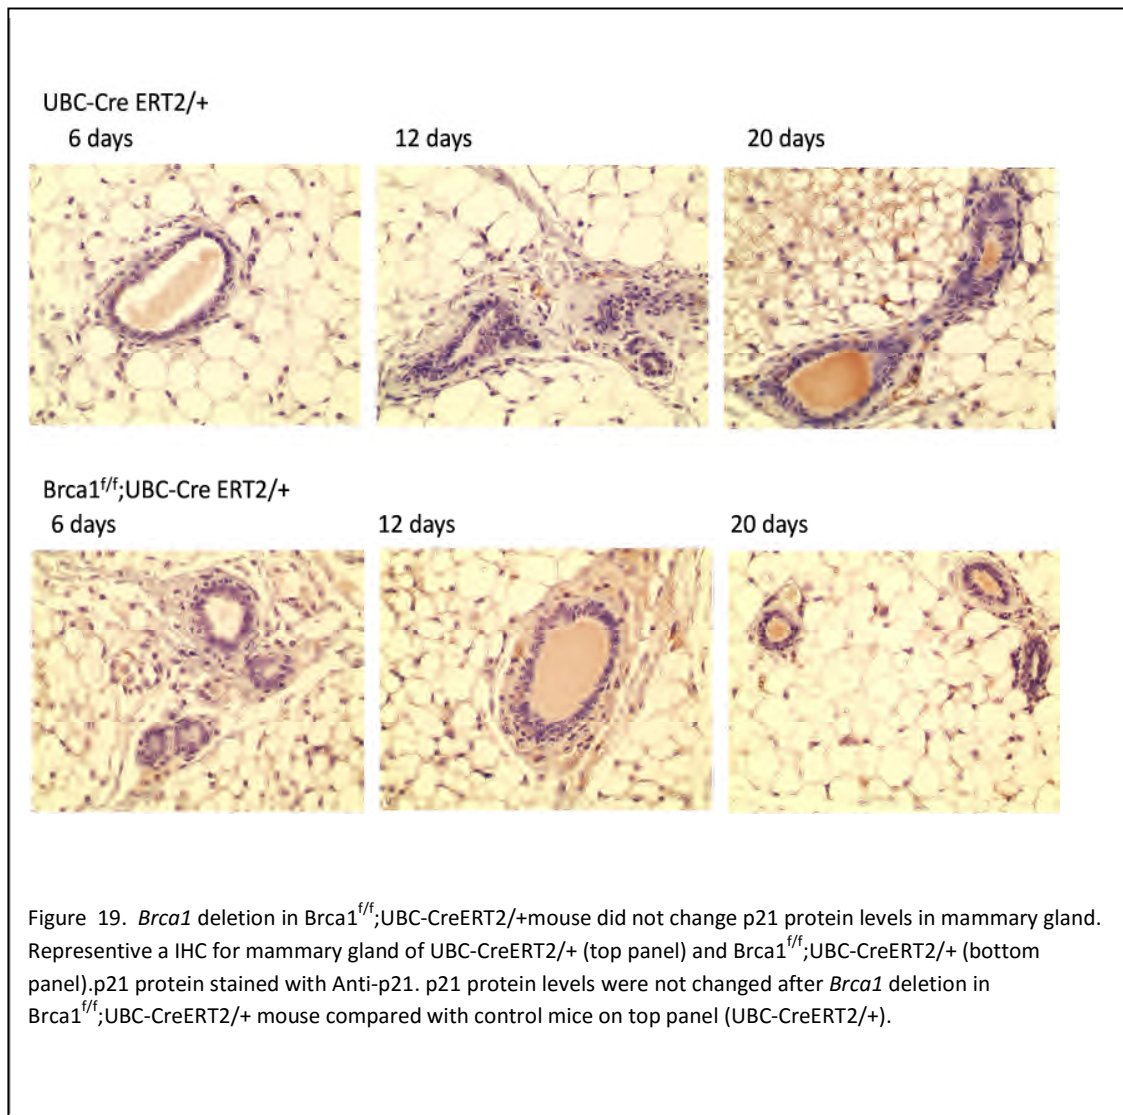 UBC-Cre ERT2/+
6 days 12 days 20 days
Brca1f/f;UBC-Cre ERT2/+
6 days 12 days 20 days
Figure 19. Brca1 deletion in Brca1f/f;UBC-CreERT2/+mouse did not change p21 protein levels in mammary gland.
Representive a IHC for mammary gland of UBC-CreERT2/+ (top panel) and Brca1f/f;UBC-CreERT2/+ (bottom
panel).p21 protein stained with Anti-p21. p21 protein levels were not changed after Brca1 deletion in
Brca1f/f;UBC-CreERT2/+ mouse compared with control mice on top panel (UBC-CreERT2/+).